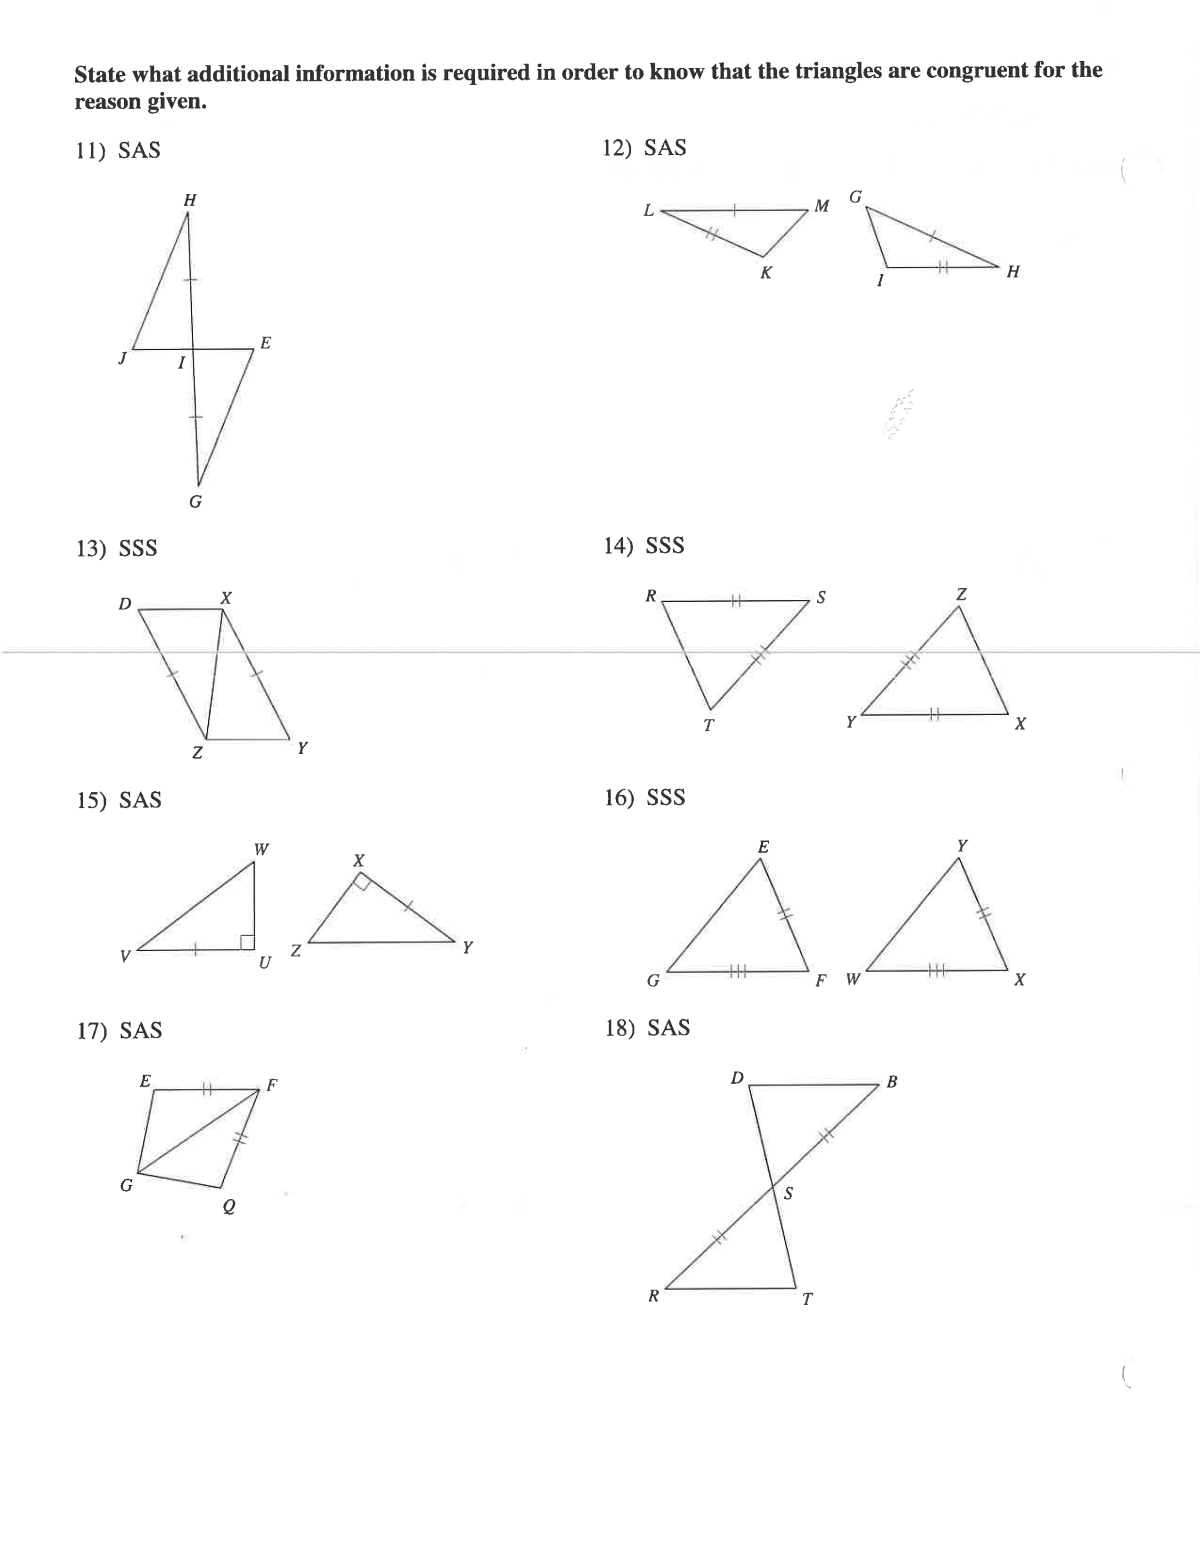 State what additional information is required in order to know that the triangles are congruent for the
reason given.
11) SAS
12) SAS
H
J
I
E
G
L
M
K
G
I
H
13) SSS
14) SSS
D
X
Z
Y
R
S
T
Z
Y
X
15) SAS
16) SSS
W
V
U
X
Z
Y
E
G
F
Y
W
X
17) SAS
18) SAS
E
F
G
Q
D
B
S
R
T